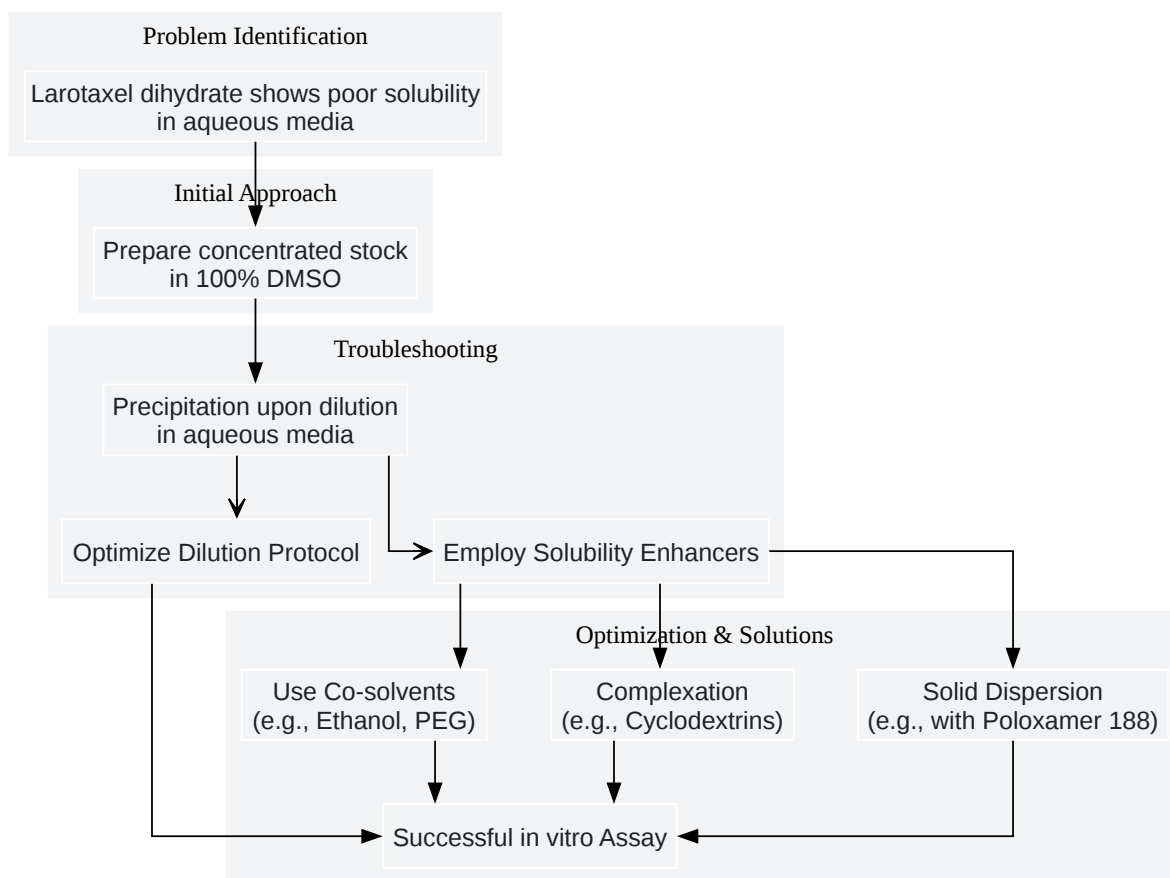 Problem Identification
Larotaxel dihydrate shows poor solubility
in aqueous media
Initial Approach
Prepare concentrated stock
in 100% DMSO
Troubleshooting
Precipitation upon dilution
in aqueous media
Optimize Dilution Protocol
Employ Solubility Enhancers
Optimization & Solutions
Use Co-solvents
(e.g., Ethanol, PEG)
Complexation
(e.g., Cyclodextrins)
Solid Dispersion
(e.g., with Poloxamer 188)
Successful in vitro Assay